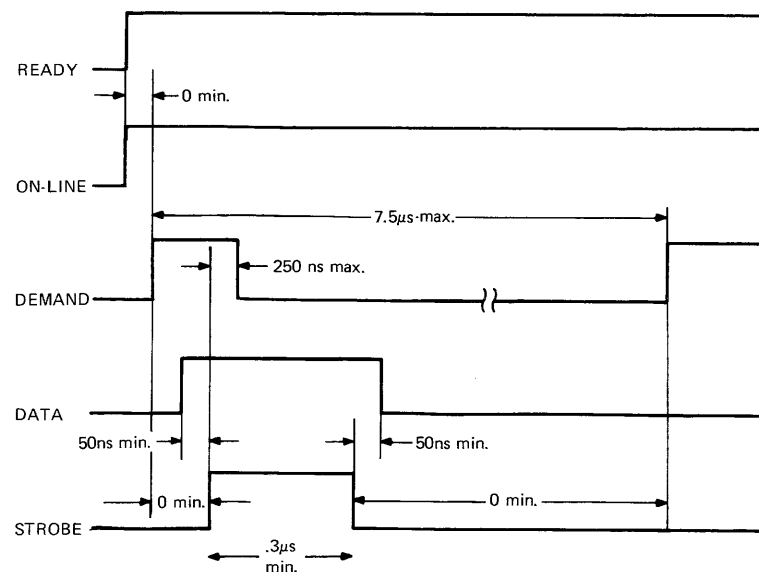 READY
0 min.
ON-LINE
7.5μs max.
250 ns max.
DEMAND
DATA
50ns min.
50ns min.
0 min.
0 min.
STROBE
.3μs
min.